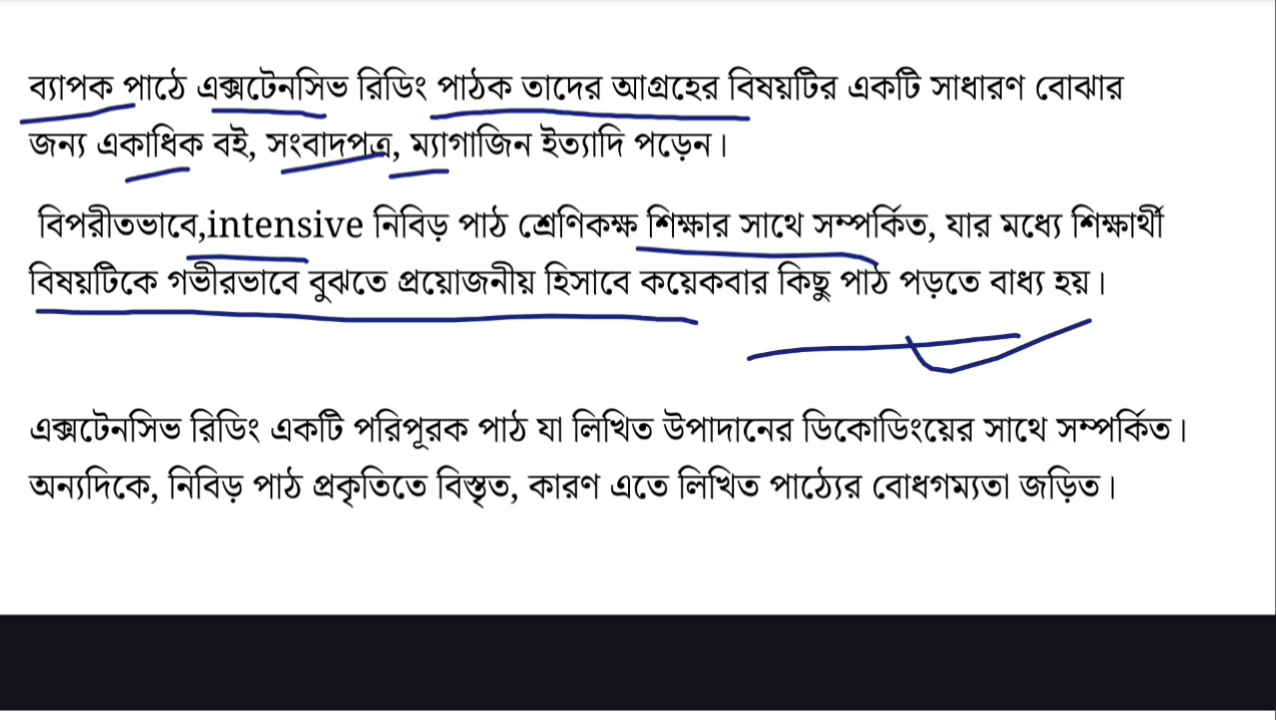 ব্যাপক পাঠে এক্সটেনসিভ রিডিং পাঠক তাদের আগ্রহের বিষয়টির একটি সাধারণ বোঝার
জন্য একাধিক বই, সংবাদপত্র, ম্যাগাজিন ইত্যাদি পড়েন।
বিপরীতভাবে,intensive নিবিড় পাঠ শ্রেণিকক্ষ শিক্ষার সাথে সম্পর্কিত, যার মধ্যে শিক্ষার্থী
বিষয়টিকে গভীরভাবে বুঝতে প্রয়োজনীয় হিসাবে কয়েকবার কিছু পাঠ পড়তে বাধ্য হয়।
এক্সটেনসিভ রিডিং একটি পরিপূরক পাঠ যা লিখিত উপাদানের ডিকোডিংয়ের সাথে সম্পর্কিত।
অন্যদিকে, নিবিড় পাঠ প্রকৃতিতে বিস্তৃত, কারণ এতে লিখিত পাঠ্যের বোধগম্যতা জড়িত।